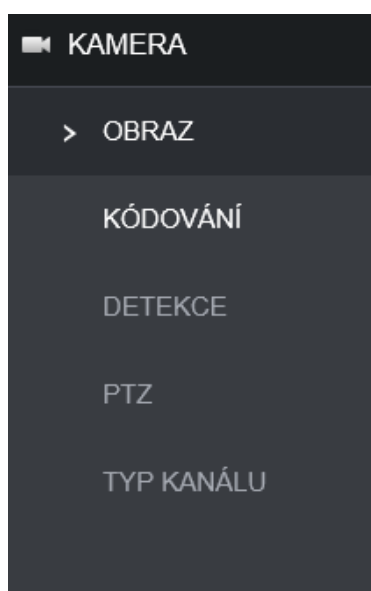 KAMERA
OBRAZ
KÓDOVÁNÍ
DETEKCE
PTZ
TYP KANÁLU